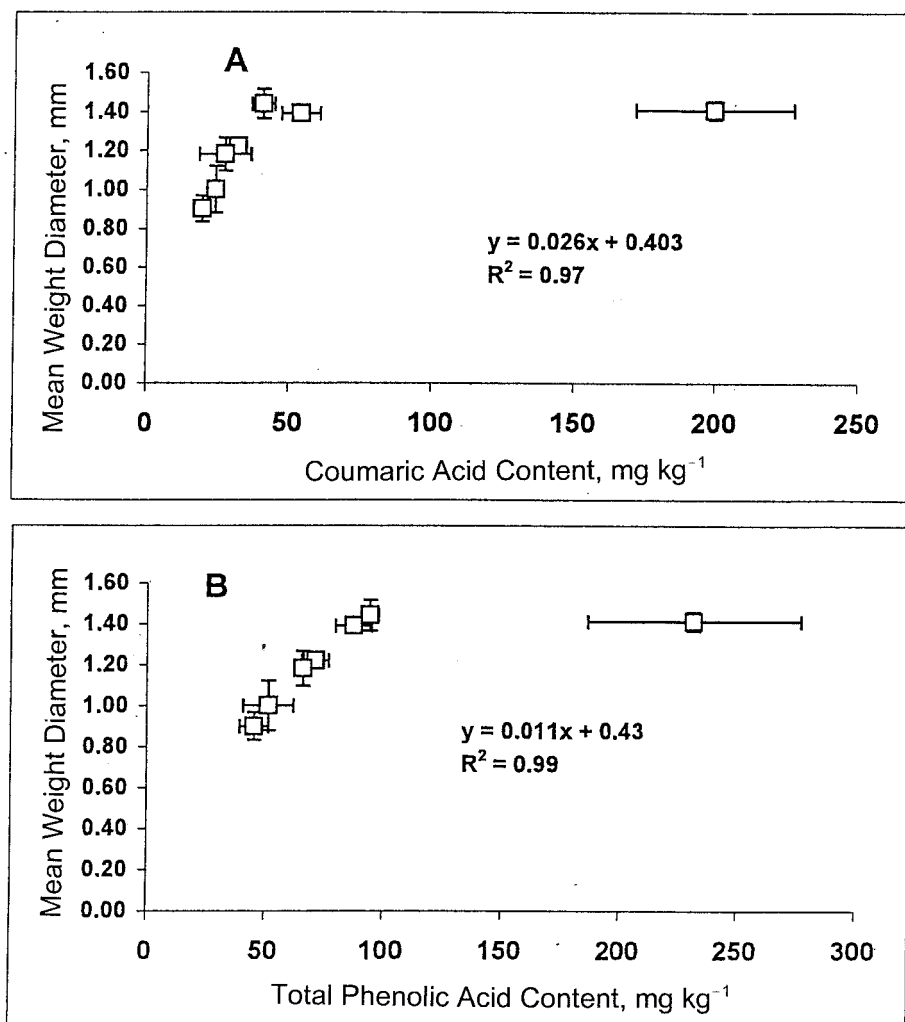 A
Mean Weight Diameter, mm
1.60
1.40
1.20
1.00
0.80
0.60
0.40
0.20
0.00
y = 0.026x + 0.403
R² = 0.97
0 50 100 150 200 250
Coumaric Acid Content, mg kg⁻¹
B
Mean Weight Diameter, mm
1.60
1.40
1.20
1.00
0.80
0.60
0.40
0.20
0.00
y = 0.011x + 0.43
R² = 0.99
0 50 100 150 200 250 300
Total Phenolic Acid Content, mg kg⁻¹